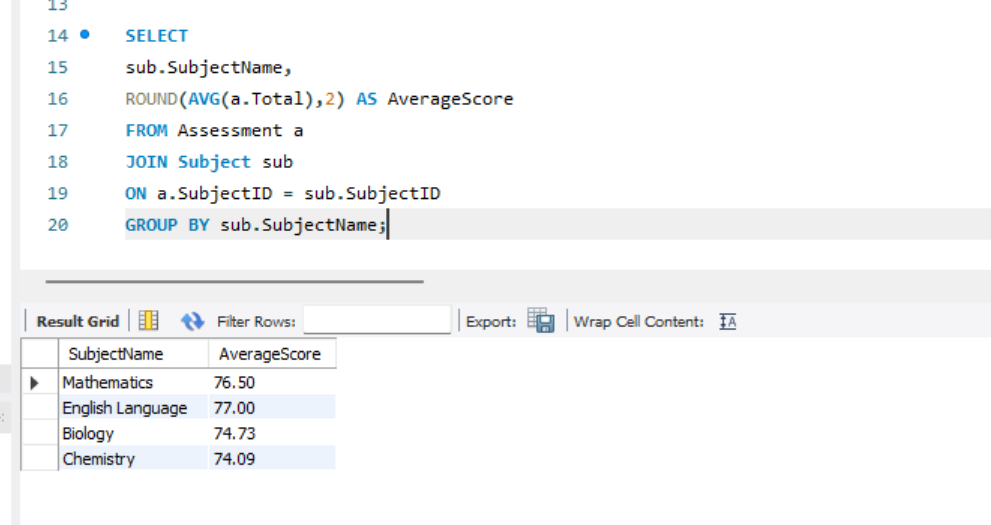 13
14 SELECT
15 sub.SubjectName,
16 ROUND(AVG(a.Total),2) AS AverageScore
17 FROM Assessment a
18 JOIN Subject sub
19 ON a.SubjectID = sub.SubjectID
20 GROUP BY sub.SubjectName;
Result Grid Filter Rows: Export: Wrap Cell Content: IA
SubjectName AverageScore
Mathematics 76.50
English Language 77.00
Biology 74.73
Chemistry 74.09